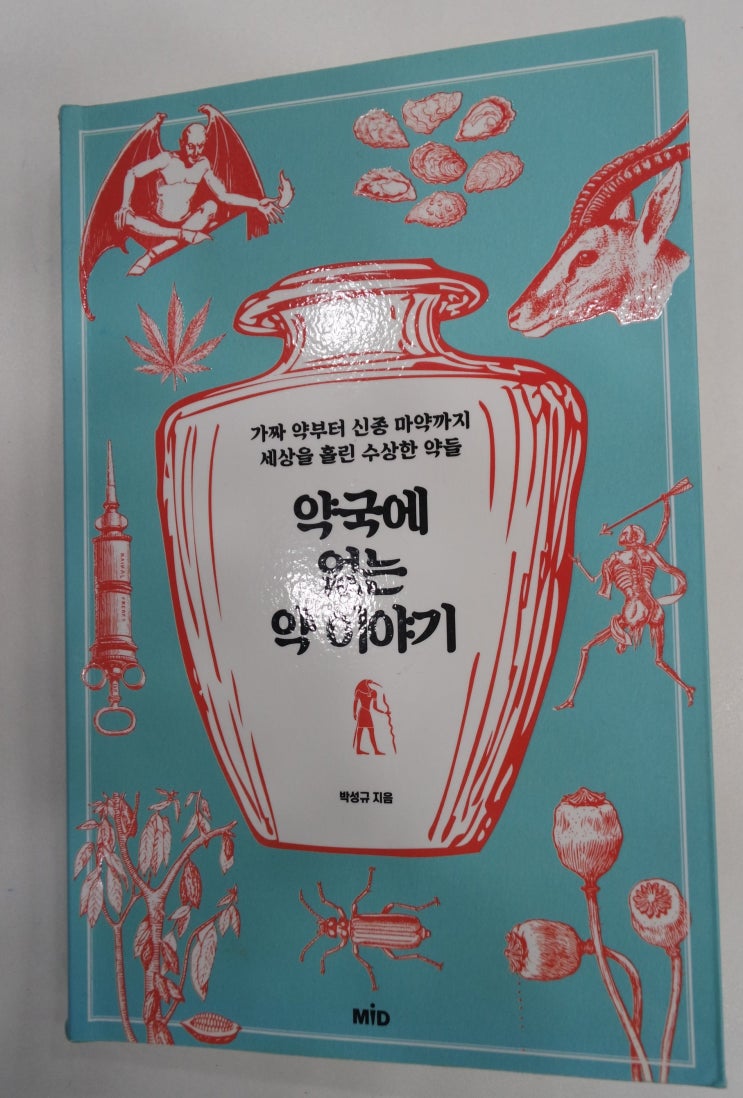 가짜 약부터 신종 마약까지
세상을 홀린 수상한 약들
약국에
없는
약 이야기
박성규 지음
MID